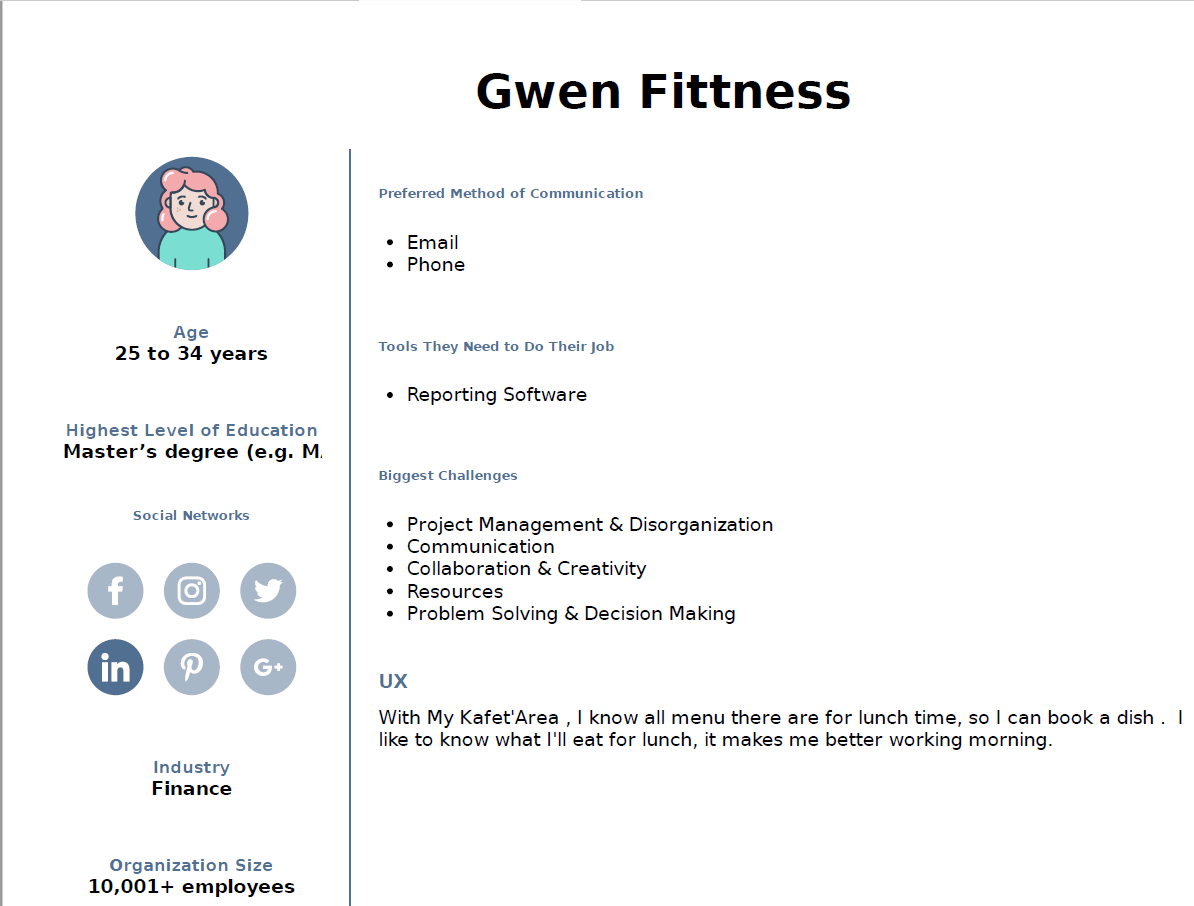 Gwen Fittness
Age
25 to 34 years
Highest Level of Education
Master’s degree (e.g. M
Social Networks
Industry
Finance
Organization Size
10,001+ employees
Preferred Method of Communication
• Email
• Phone
Tools They Need to Do Their Job
• Reporting Software
Biggest Challenges
• Project Management & Disorganization
• Communication
• Collaboration & Creativity
• Resources
• Problem Solving & Decision Making
UX
With My Kafet'Area , I know all menu there are for lunch time, so I can book a dish .  I
like to know what I'll eat for lunch, it makes me better working morning.